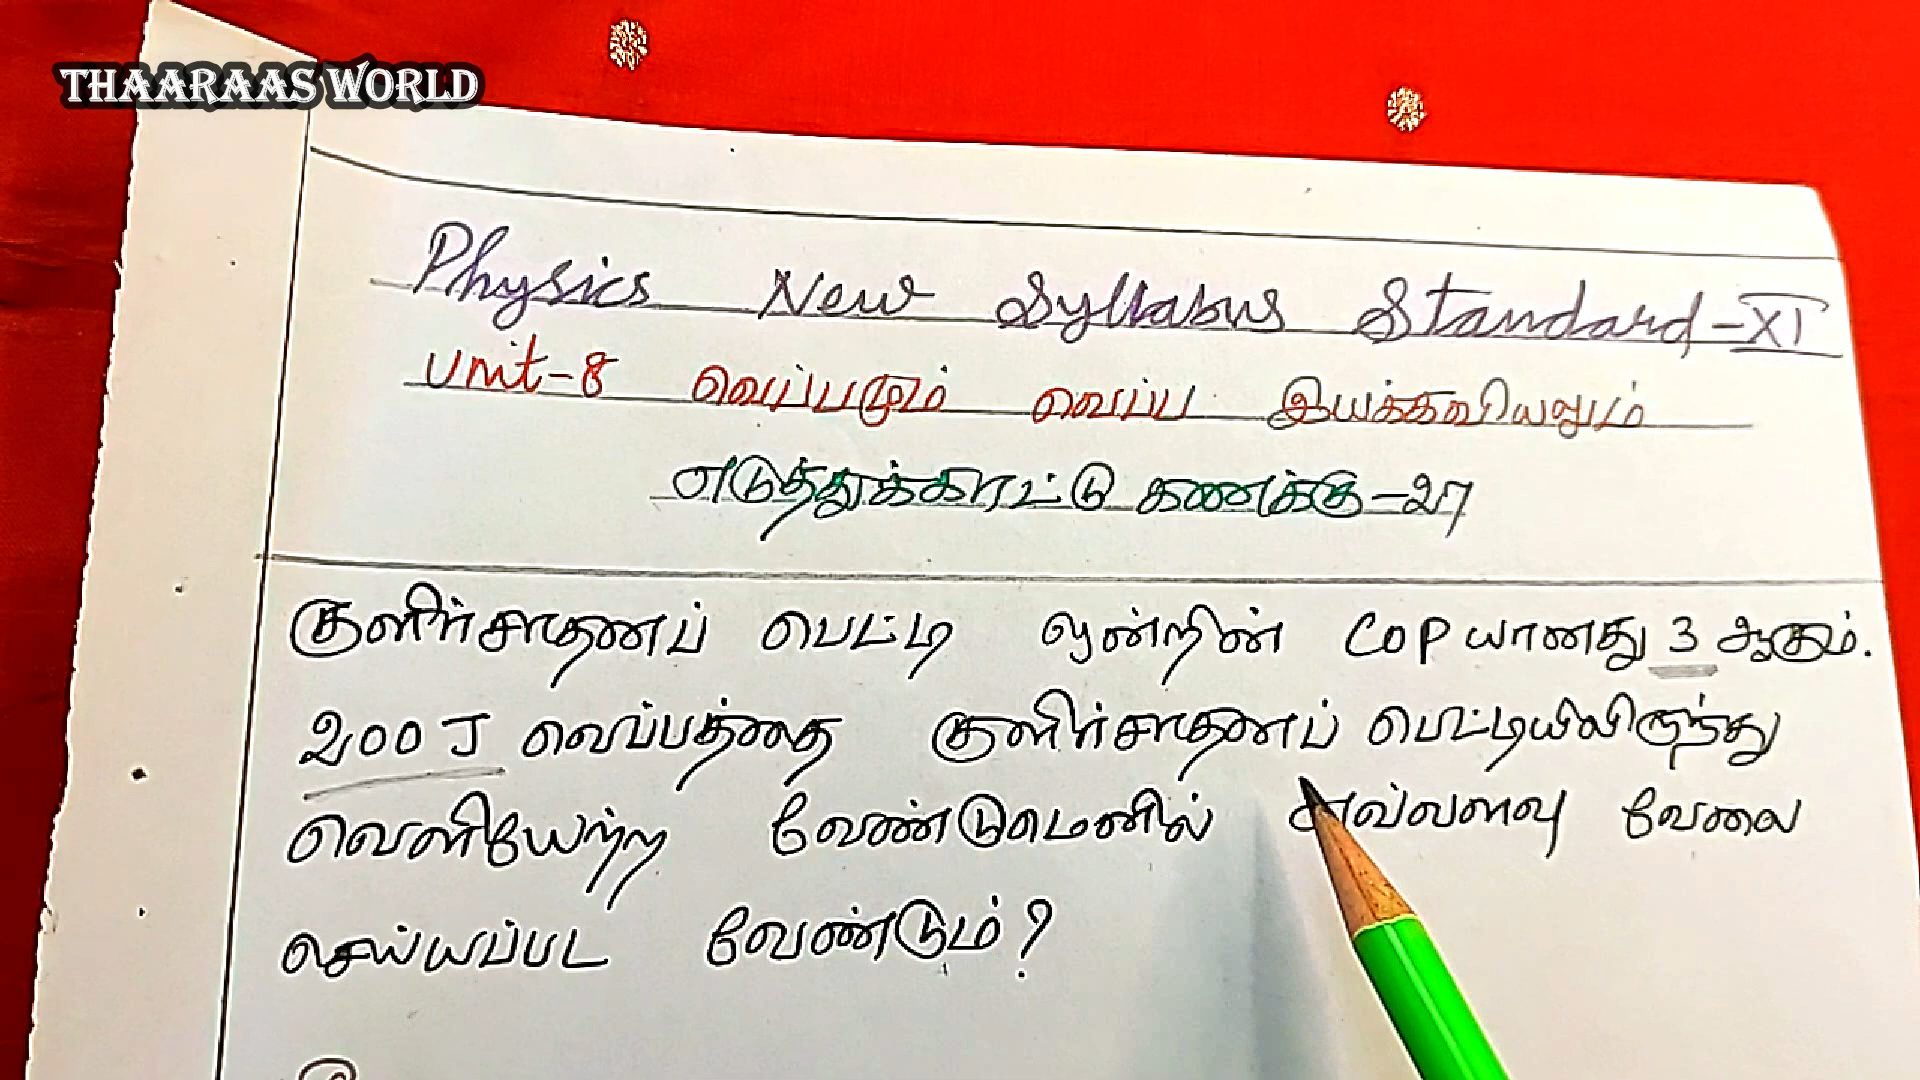 THAARAAS WORLD
Physics New Syllabus Standard-XI
Unit-8 வெப்பமும் வெப்ப இயக்கவியலும்
எடுத்துக்காட்டு கணக்கு-27
குளிர்சாதனப் பெட்டி ஒன்றின் COP யானது 3 ஆகும்.
200 J வெப்பத்தை குளிர்சாதனப் பெட்டியிலிருந்து
வெளியேற்ற வேண்டுமெனில் எவ்வளவு வேலை
செய்யப்பட வேண்டும்?